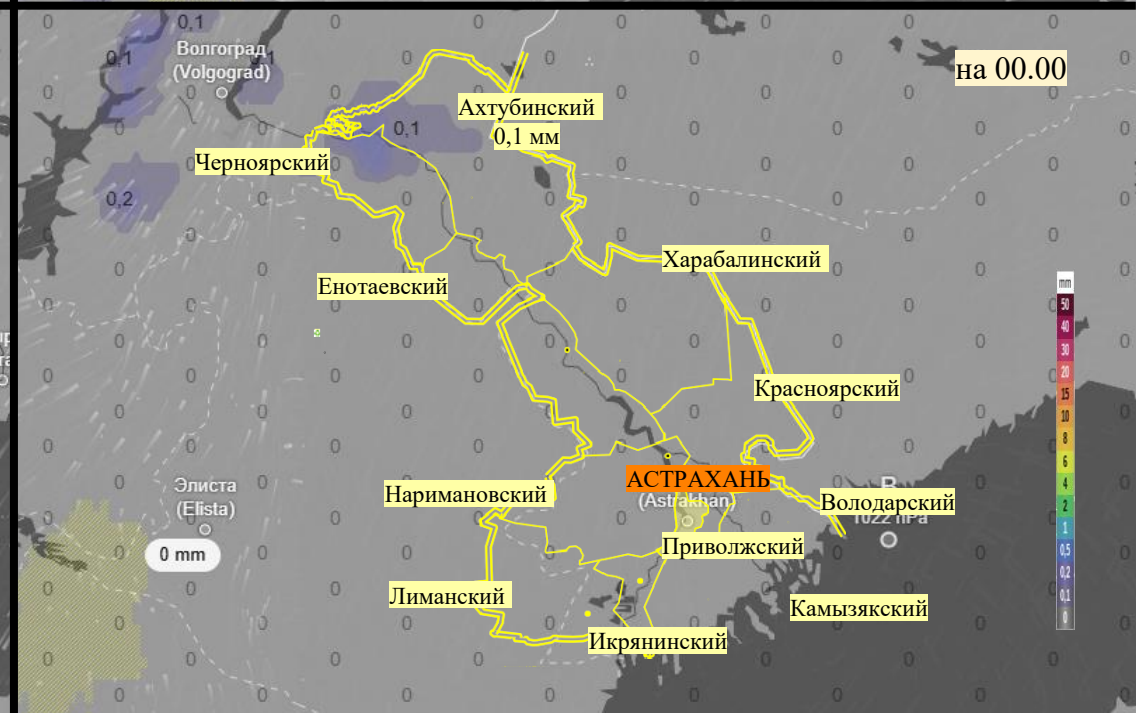 Волгоград
(Volgograd)
на 00.00
Ахтубинский
0,1 мм
Черноярский
Харабалинский
Енотаевский
Красноярский
АСТРАХАНЬ
(Astrakhan)
Наримановский
Володарский
1022 hPa
Элиста
(Elista)
0 mm
Приволжский
Лиманский
Камызякский
Икрянинский
0,1
0,1
0,1
0,2
mm
50
40
30
20
15
10
8
6
4
2
1
0,5
0,2
0,1
0